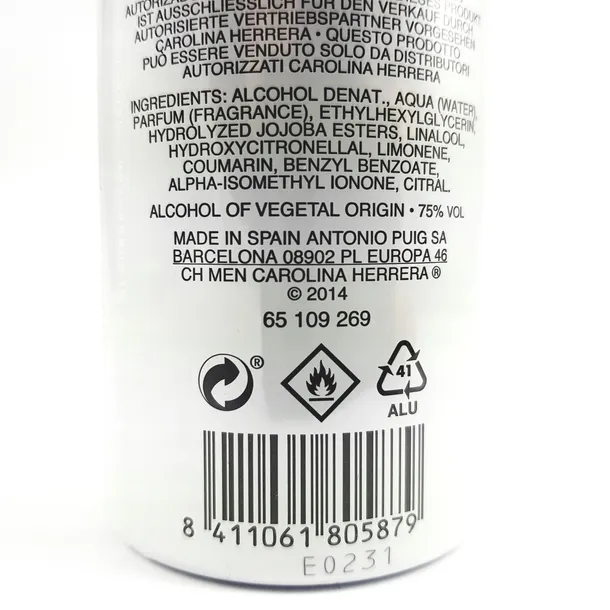 IST AUSSCHLIESSLICH FÜR DEN VERKAUF DURCH
AUTORISIERTE VERTRIEBSPARTNER VORGESEHEN
CAROLINA HERRERA • QUESTO PRODOTTO
PUÒ ESSERE VENDUTO SOLO DA DISTRIBUTORI
AUTORIZZATI CAROLINA HERRERA
INGREDIENTS: ALCOHOL DENAT., AQUA (WATER),
PARFUM (FRAGRANCE), ETHYLHEXYLGLYCERIN,
HYDROLYZED JOJOBA ESTERS, LINALOOL,
HYDROXYCITRONELLAL, LIMONENE,
COUMARIN, BENZYL BENZOATE,
ALPHA-ISOMETHYL IONONE, CITRAL.
ALCOHOL OF VEGETAL ORIGIN • 75% VOL
MADE IN SPAIN ANTONIO PUIG SA
BARCELONA 08902 PL EUROPA 46
CH MEN CAROLINA HERRERA ®
© 2014
65 109 269
®
41
ALU
8 411061 805879
E0231